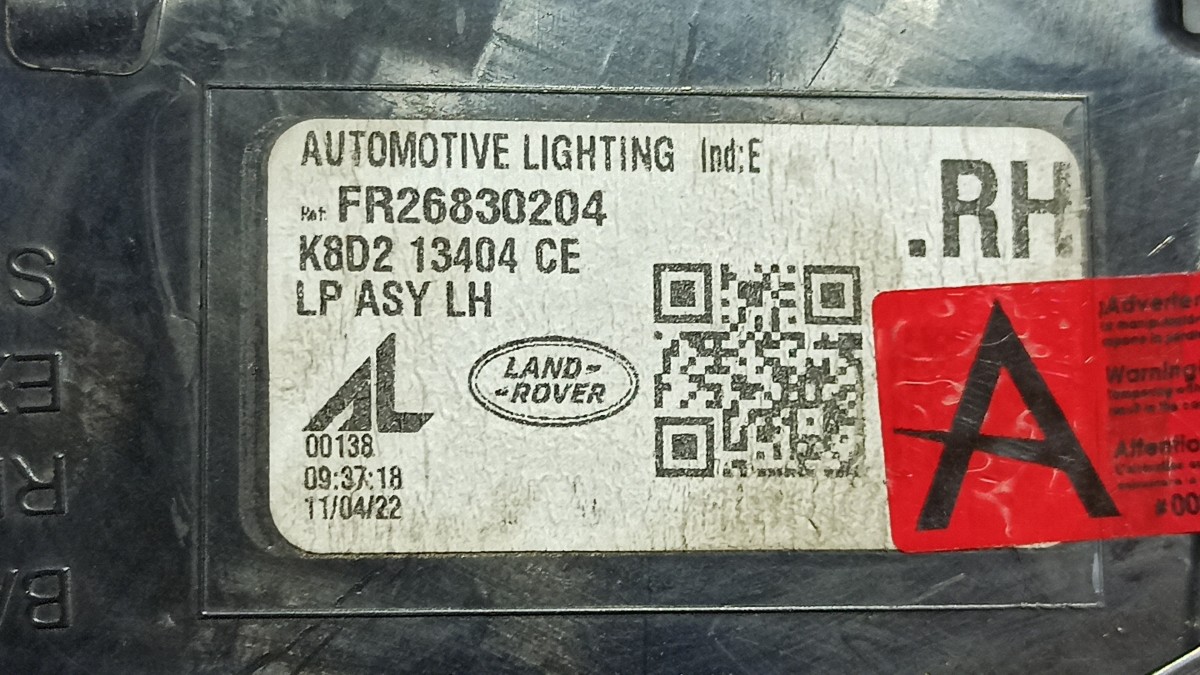 AUTOMOTIVE LIGHTING Ind:E
Ref: FR26830204
.RH
K8D2 13404 CE
LP ASY LH
AL
LAND-
-ROVER
00138
09:37:18
11/04/22
A
Warning
#00
S